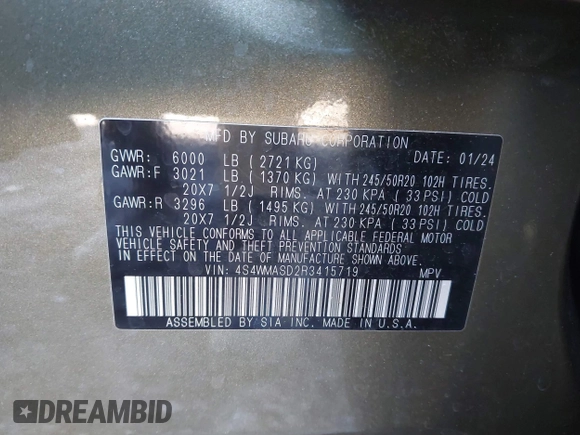 MFD BY SUBARU CORPORATION
GVWR: 6000 LB ( 2721 KG) DATE: 01/24
GAWR:F 3021 LB ( 1370 KG) WITH 245/50R20 102H TIRES.
20X7 1/2J RIMS. AT 230 KPA ( 33 PSI) COLD
GAWR:R 3296 LB ( 1495 KG) WITH 245/50R20 102H TIRES.
20X7 1/2J RIMS. AT 230 KPA ( 33 PSI) COLD
THIS VEHICLE CONFORMS TO ALL APPLICABLE FEDERAL MOTOR
VEHICLE SAFETY AND THEFT PREVENTION STANDARDS
IN EFFECT ON THE DATE OF MANUFACTURE SHOWN ABOVE.
VIN: 4S4WMASD2R3415719 MPV
ASSEMBLED BY SIA INC. MADE IN U.S.A.
DREAMBID